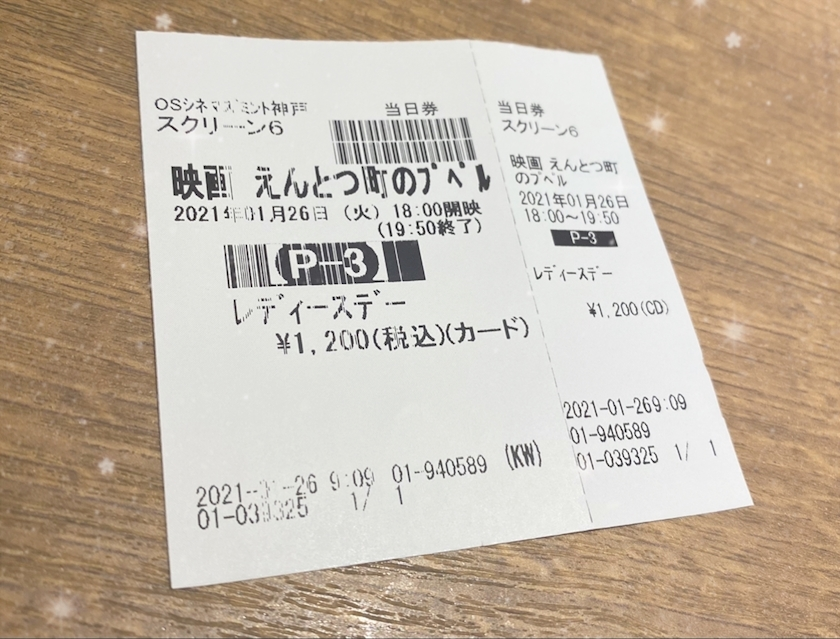 OSシネマズミント神戸 当日券
スクリーン6
映画 えんとつ町のプペル
2021年01月26日 (火) 18:00開映
(19:50終了)
P-3
レディースデー
¥1,200(税込)(カード)
2021-01-26 9:09 01-940589 (KW)
01-039325 1/ 1
当日券
スクリーン6
映画 えんとつ町
のプペル
2021年01月26日
18:00〜19:50
P-3
レディースデー
¥1,200(CD)
2021-01-269:09
01-940589
01-039325 1/ 1